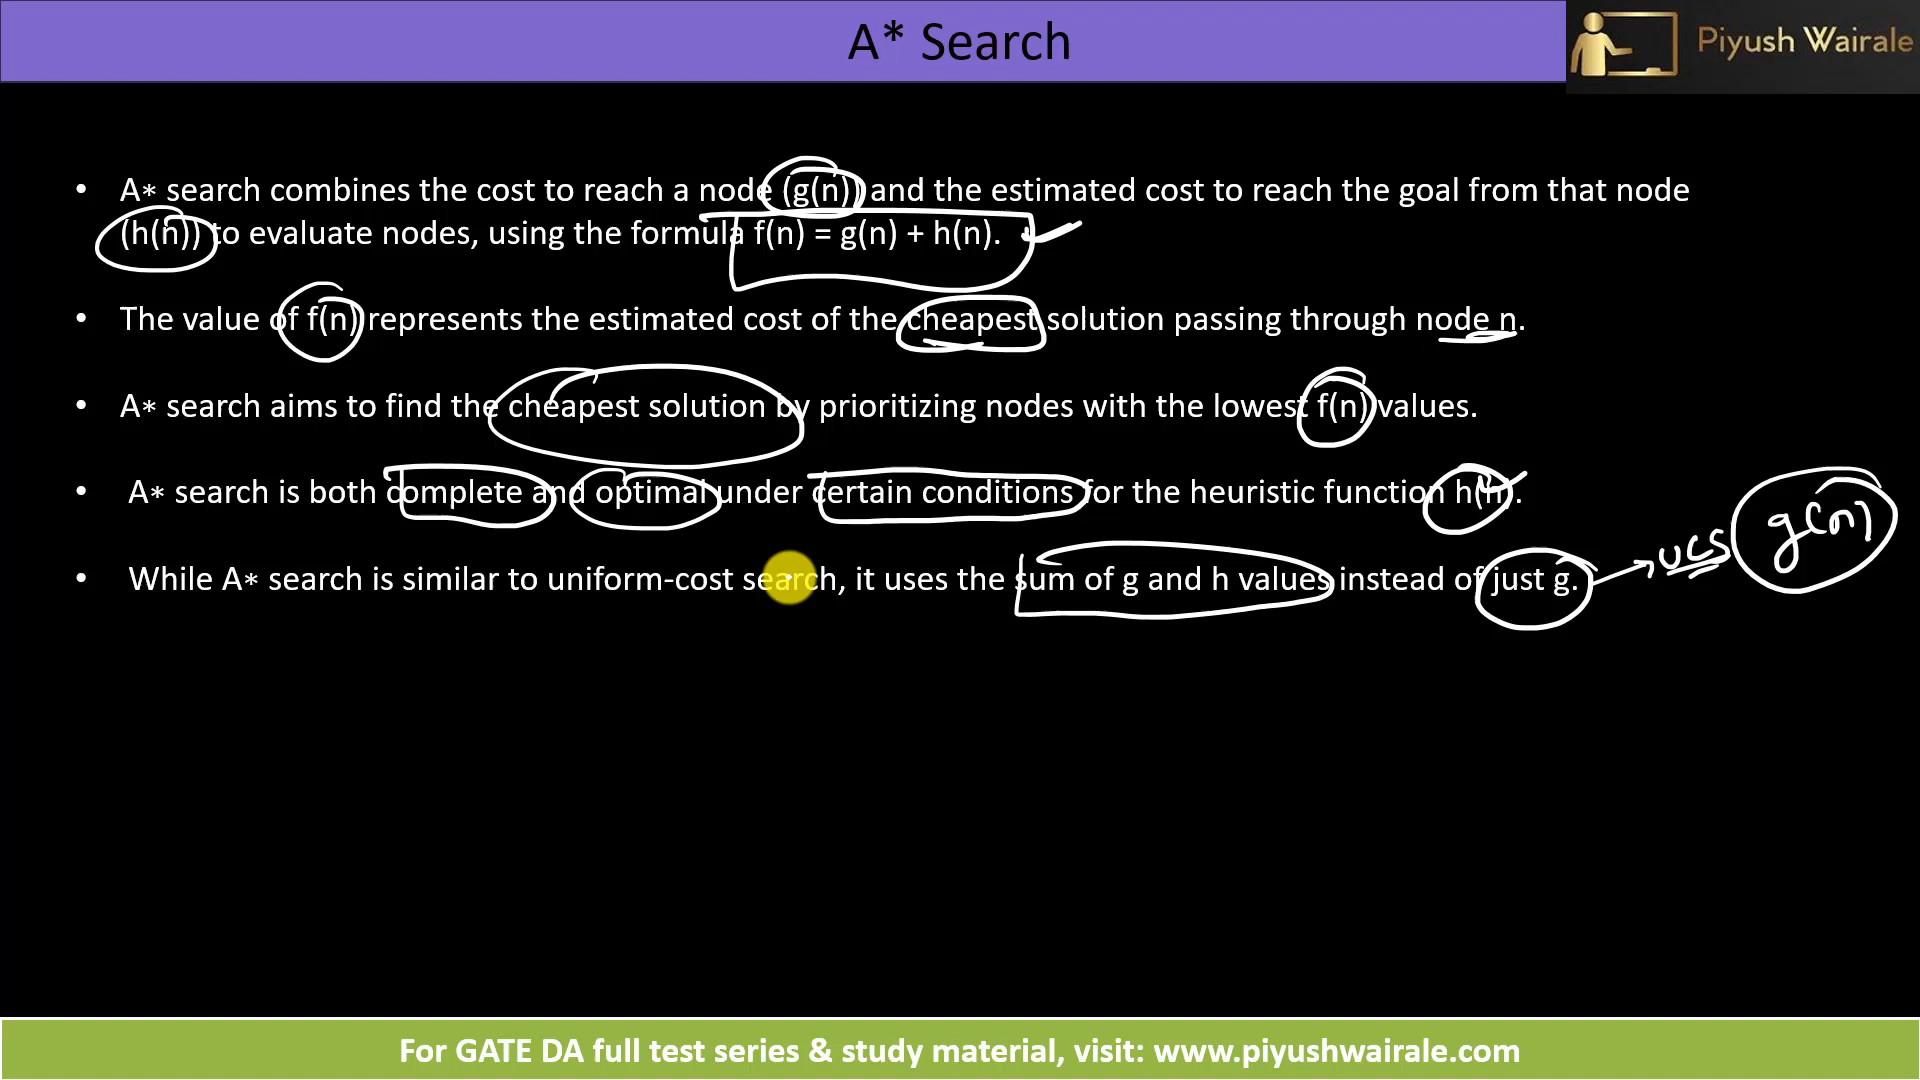 A* Search
Piyush Wairale
• A∗ search combines the cost to reach a node (g(n)) and the estimated cost to reach the goal from that node
(h(n)) to evaluate nodes, using the formula f(n) = g(n) + h(n).
• The value of f(n) represents the estimated cost of the cheapest solution passing through node n.
• A∗ search aims to find the cheapest solution by prioritizing nodes with the lowest f(n) values.
• A∗ search is both complete and optimal under certain conditions for the heuristic function h(n).
• While A∗ search is similar to uniform-cost search, it uses the sum of g and h values instead of just g.
UCS g(n)
For GATE DA full test series & study material, visit: www.piyushwairale.com